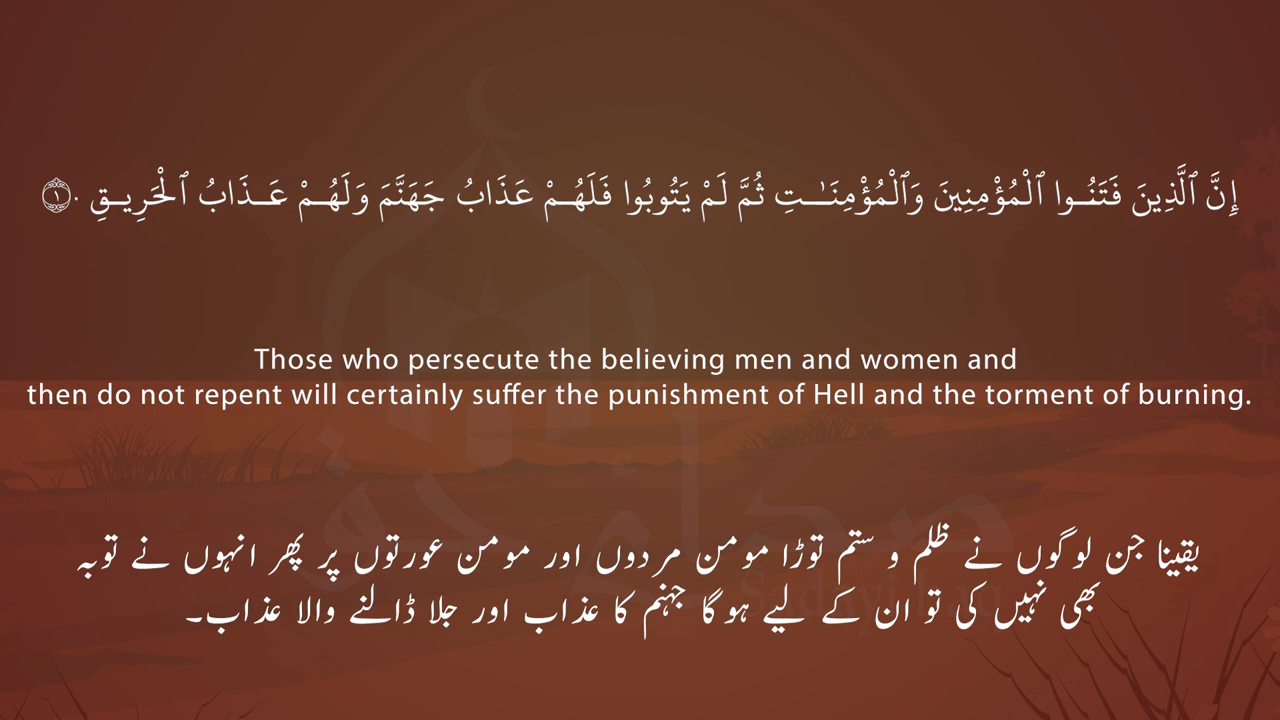 إِنَّ ٱلَّذِينَ فَتَنُوا ٱلْمُؤْمِنِينَ وَٱلْمُؤْمِنَـٰتِ ثُمَّ لَمْ يَتُوبُوا فَلَهُمْ عَذَابُ جَهَنَّمَ وَلَهُمْ عَذَابُ ٱلْحَرِيقِ ۝١٠
Those who persecute the believing men and women and
then do not repent will certainly suffer the punishment of Hell and the torment of burning.
یقینا جن لوگوں نے ظلم و ستم توڑا مومن مردوں اور مومن عورتوں پر پھر انہوں نے توبہ
بھی نہیں کی تو ان کے لیے ہوگا جہنم کا عذاب اور جلا ڈالنے والا عذاب۔